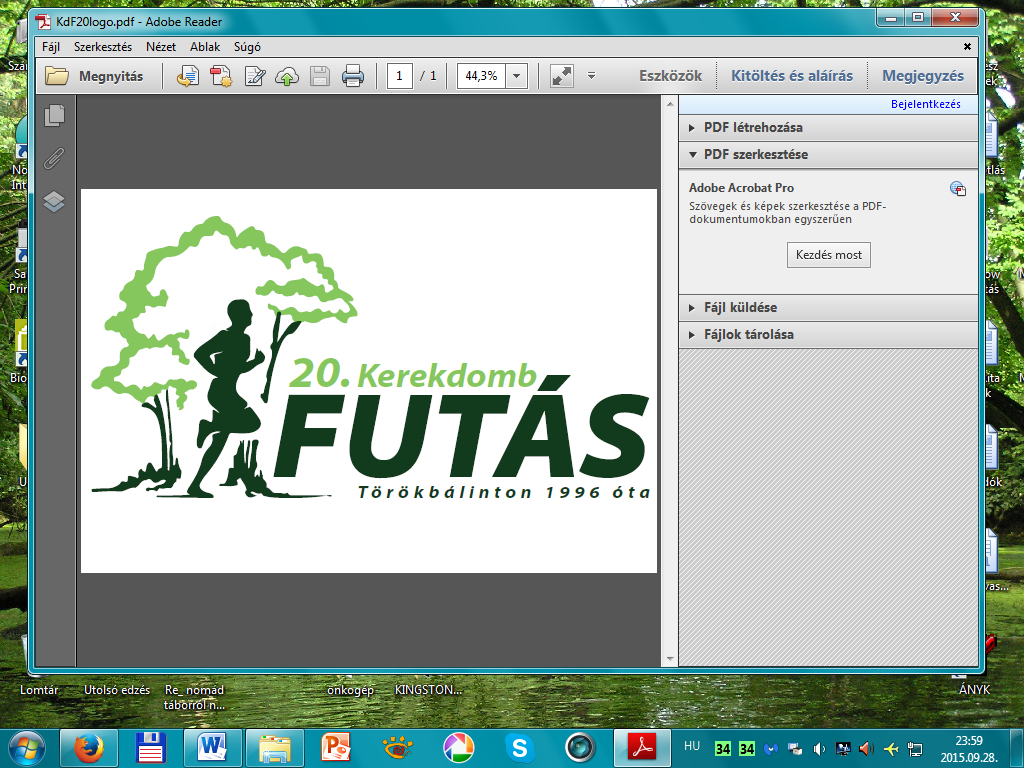 KdF20logo.pdf - Adobe Reader
Fájl Szerkesztés Nézet Ablak Súgó
Megnyitás 1 / 1 44,3% Eszközök Kitöltés és aláírás Megjegyzés
Bejelentkezés
PDF létrehozása
PDF szerkesztése
Adobe Acrobat Pro
Szövegek és képek szerkesztése a PDF-
dokumentumokban egyszerűen
Kezdés most
Fájl küldése
Fájlok tárolása
20. Kerekdomb
FUTÁS
Törökbálinton 1996 óta
Lomtár Utolsó edzés Re_ nomád KINGSTON... ÁNYK
táborról n...
HU 34 34 23:59
2015.09.28.